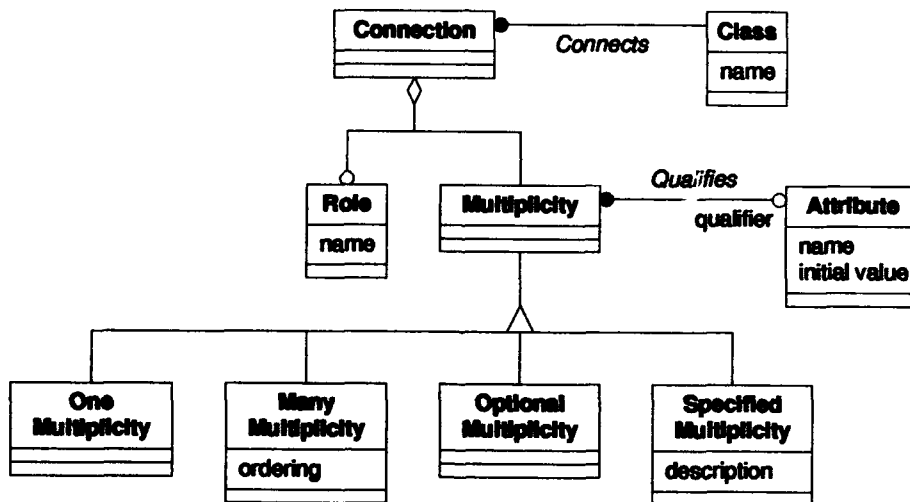 Connection
Connects
Class
name
Role
name
Multiplicity
Qualifies
qualifier
Attribute
name
initial value
One
Multiplicity
Many
Multiplicity
ordering
Optional
Multiplicity
Specified
Multiplicity
description